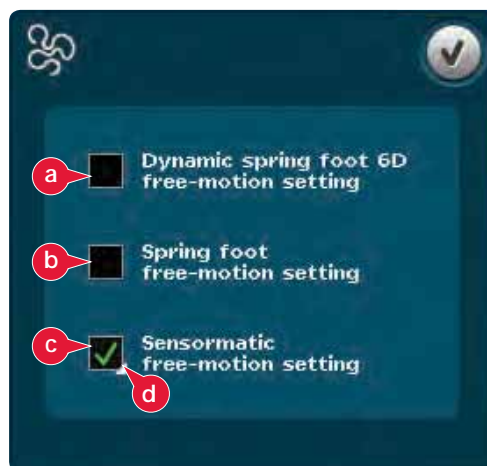 a
Dynamic spring foot 6D
free-motion setting
b
Spring foot
free-motion setting
c
Sensormatic
free-motion setting
d